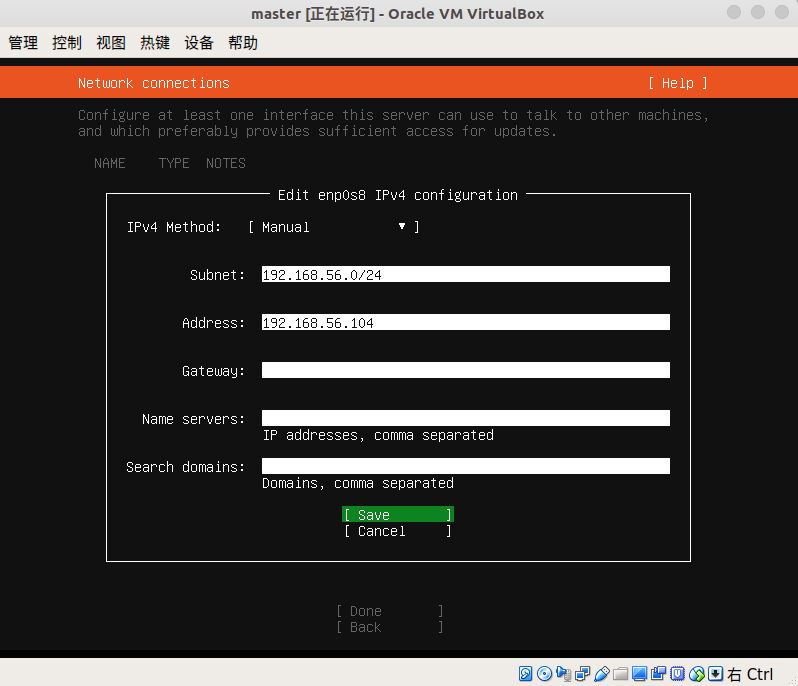 master [正在运行] - Oracle VM VirtualBox
管理 控制 视图 热键 设备 帮助
Network connections [ Help ]
Configure at least one interface this server can use to talk to other machines,
and which preferably provides sufficient access for updates.
NAME TYPE NOTES
Edit enp0s8 IPv4 configuration
IPv4 Method: [ Manual ▼ ]
Subnet: 192.168.56.0/24
Address: 192.168.56.104
Gateway:
Name servers:
IP addresses, comma separated
Search domains:
Domains, comma separated
[ Save ]
[ Cancel ]
[ Done ]
[ Back ]
右 Ctrl